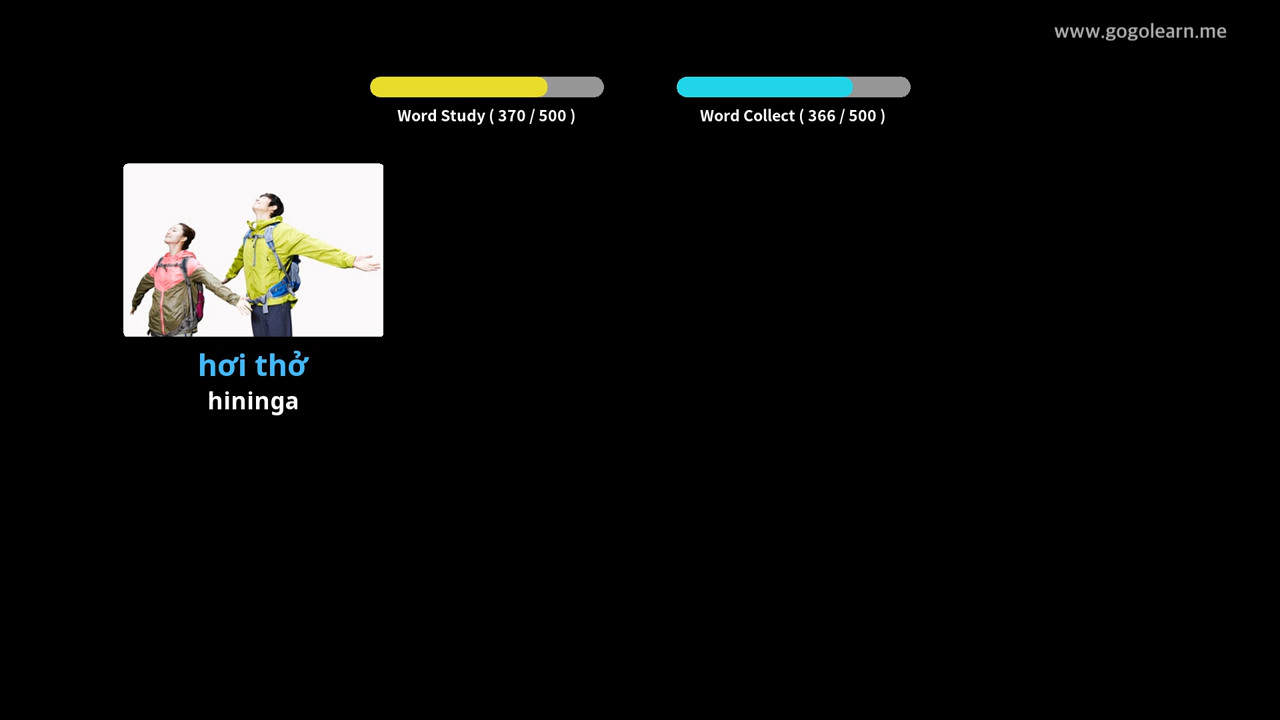 www.gogolearn.me
Word Study ( 370 / 500 )
Word Collect ( 366 / 500 )
hơi thở
hininga